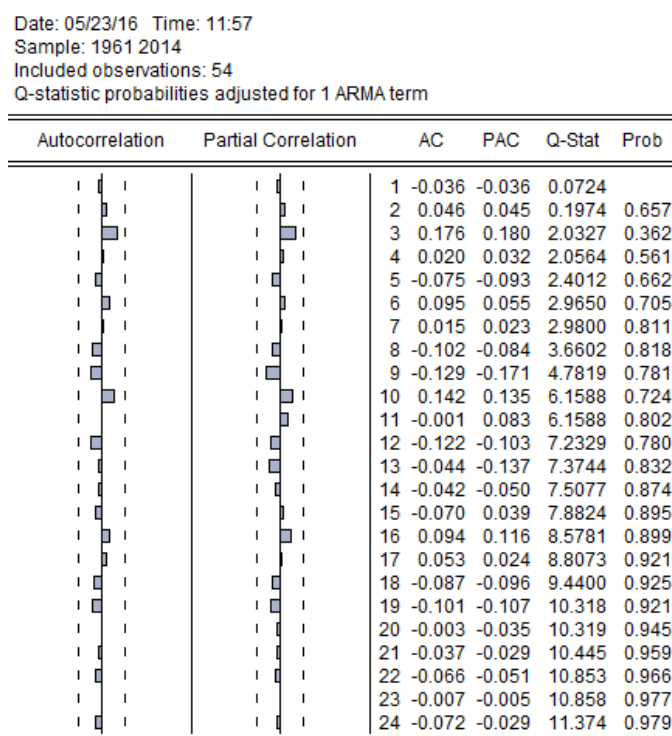 Date: 05/23/16 Time: 11:57
Sample: 1961 2014
Included observations: 54
Q-statistic probabilities adjusted for 1 ARMA term
Autocorrelation Partial Correlation AC PAC Q-Stat Prob
1 -0.036 -0.036 0.0724
2 0.046 0.045 0.1974 0.657
3 0.176 0.180 2.0327 0.362
4 0.020 0.032 2.0564 0.561
5 -0.075 -0.093 2.4012 0.662
6 0.095 0.055 2.9650 0.705
7 0.015 0.023 2.9800 0.811
8 -0.102 -0.084 3.6602 0.818
9 -0.129 -0.171 4.7819 0.781
10 0.142 0.135 6.1588 0.724
11 -0.001 0.083 6.1588 0.802
12 -0.122 -0.103 7.2329 0.780
13 -0.044 -0.137 7.3744 0.832
14 -0.042 -0.050 7.5077 0.874
15 -0.070 0.039 7.8824 0.895
16 0.094 0.116 8.5781 0.899
17 0.053 0.024 8.8073 0.921
18 -0.087 -0.096 9.4400 0.925
19 -0.101 -0.107 10.318 0.921
20 -0.003 -0.035 10.319 0.945
21 -0.037 -0.029 10.445 0.959
22 -0.066 -0.051 10.853 0.966
23 -0.007 -0.005 10.858 0.977
24 -0.072 -0.029 11.374 0.979